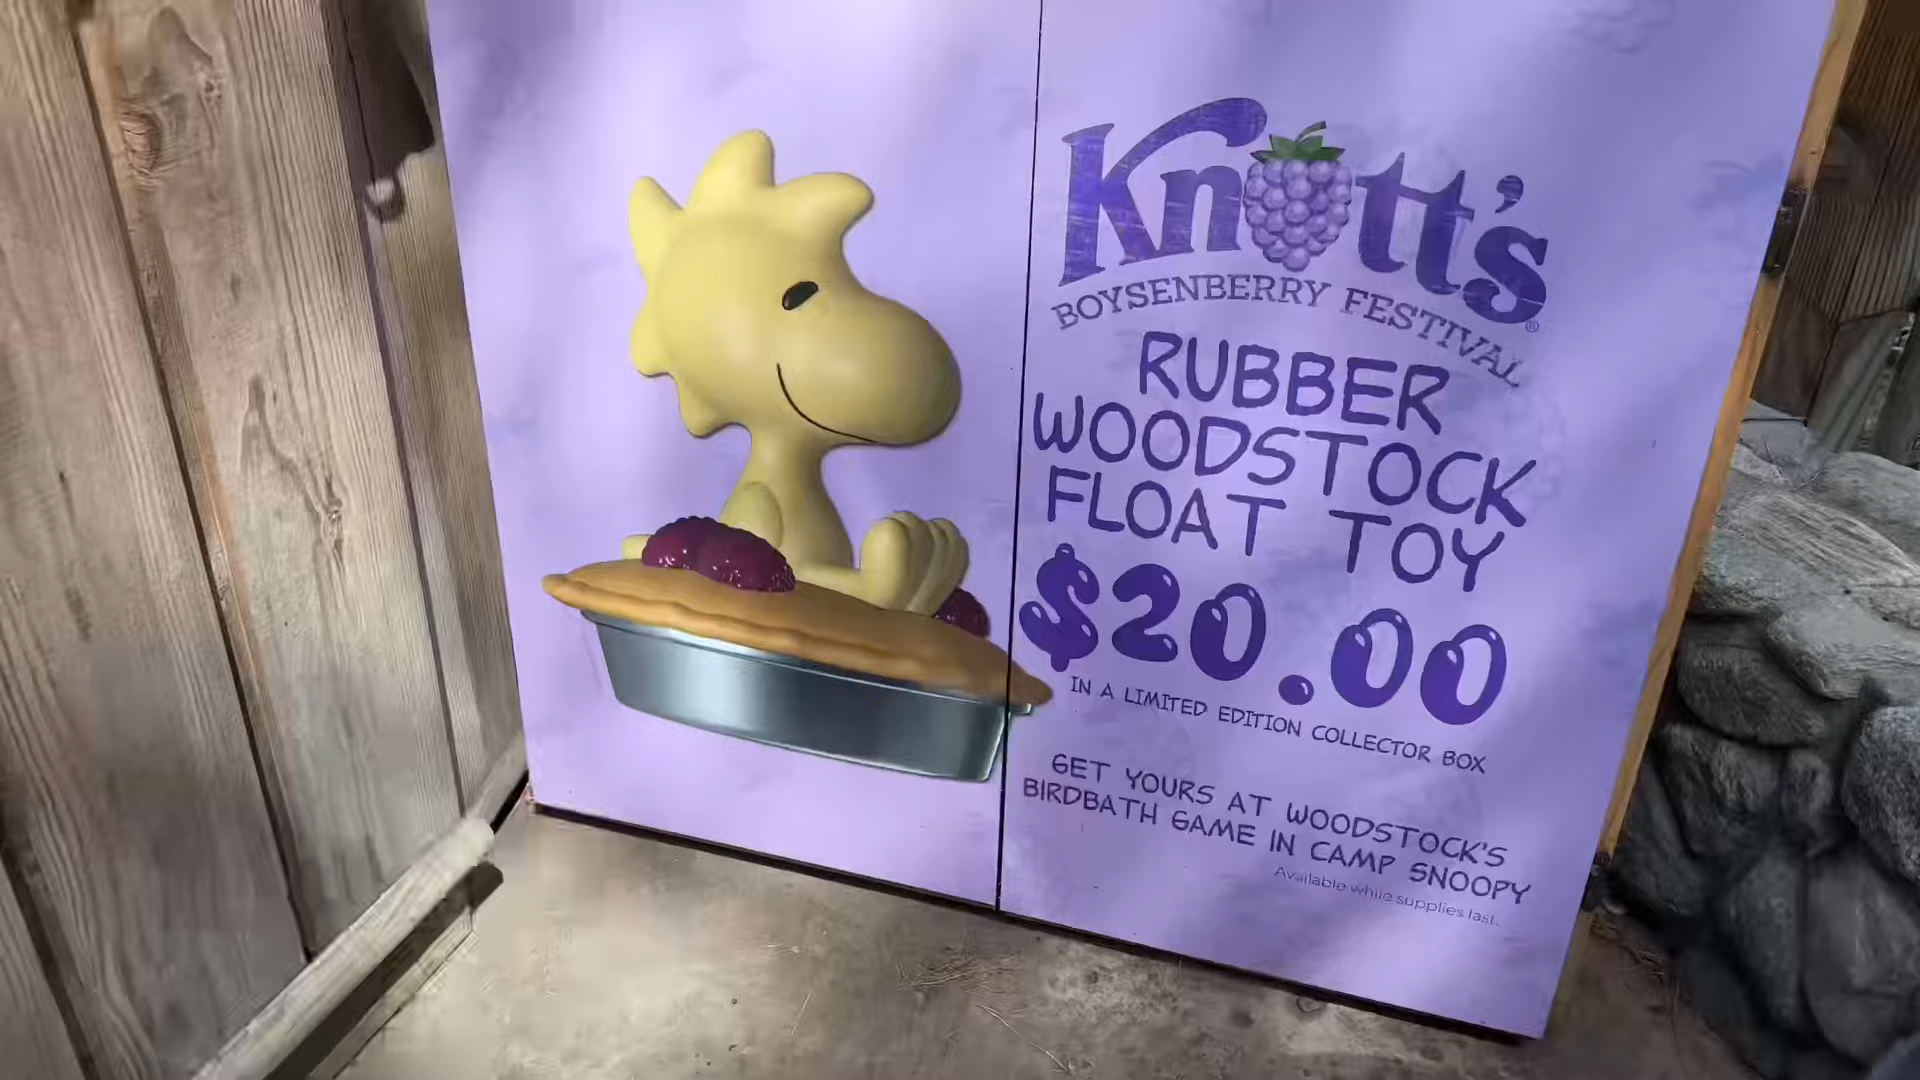 Knott's®
BOYSENBERRY FESTIVAL
RUBBER
WOODSTOCK
FLOAT TOY
$20.00
IN A LIMITED EDITION COLLECTOR BOX
GET YOURS AT WOODSTOCK'S
BIRDBATH GAME IN CAMP SNOOPY
Available while supplies last.